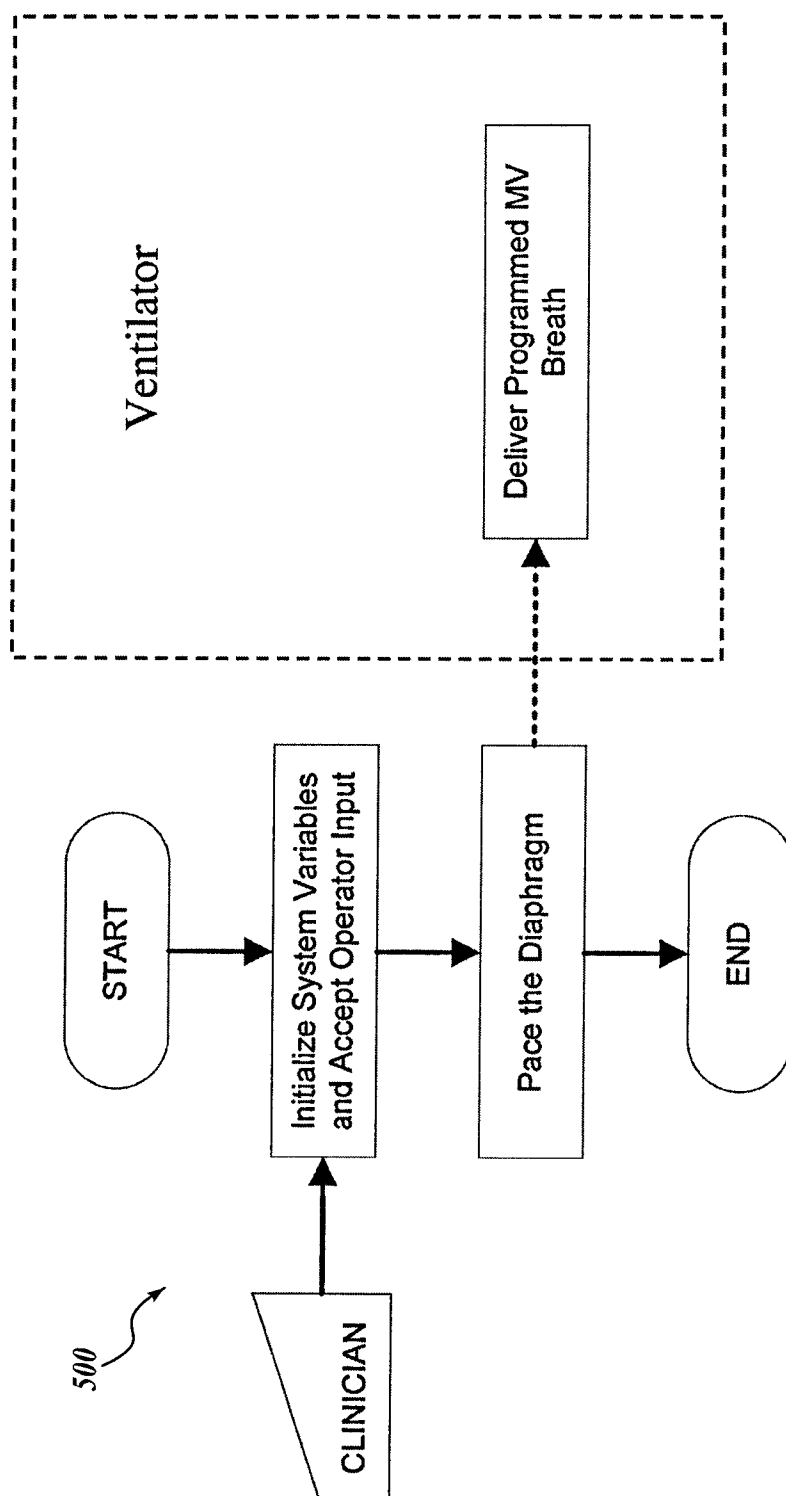 500
START
Ventilator
CLINICIAN
Initialize System Variables
and Accept Operator Input
Pace the Diaphragm
Deliver Programmed MV
Breath
END